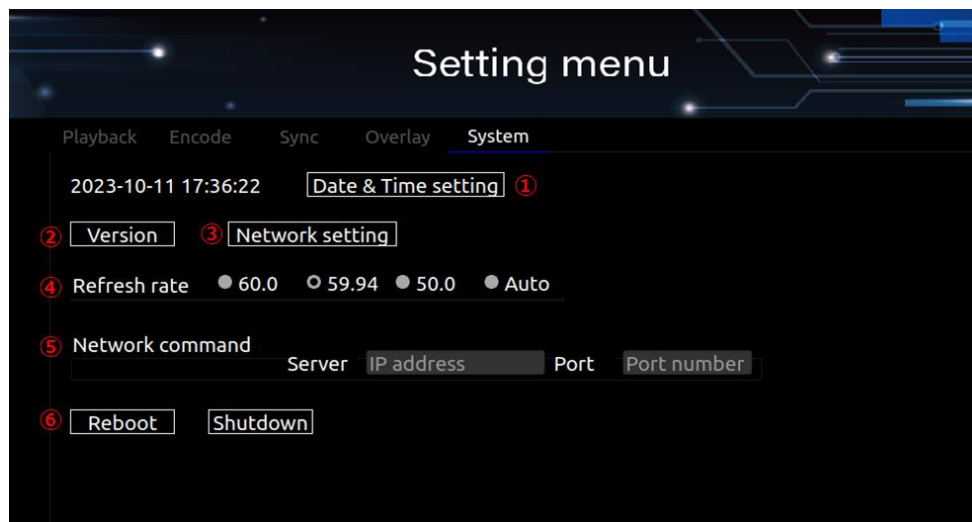 Setting menu
Playback Encode Sync Overlay System
2023-10-11 17:36:22 Date & Time setting ①
② Version ③ Network setting
④ Refresh rate 60.0 59.94 50.0 Auto
⑤ Network command
Server IP address Port Port number
⑥ Reboot Shutdown